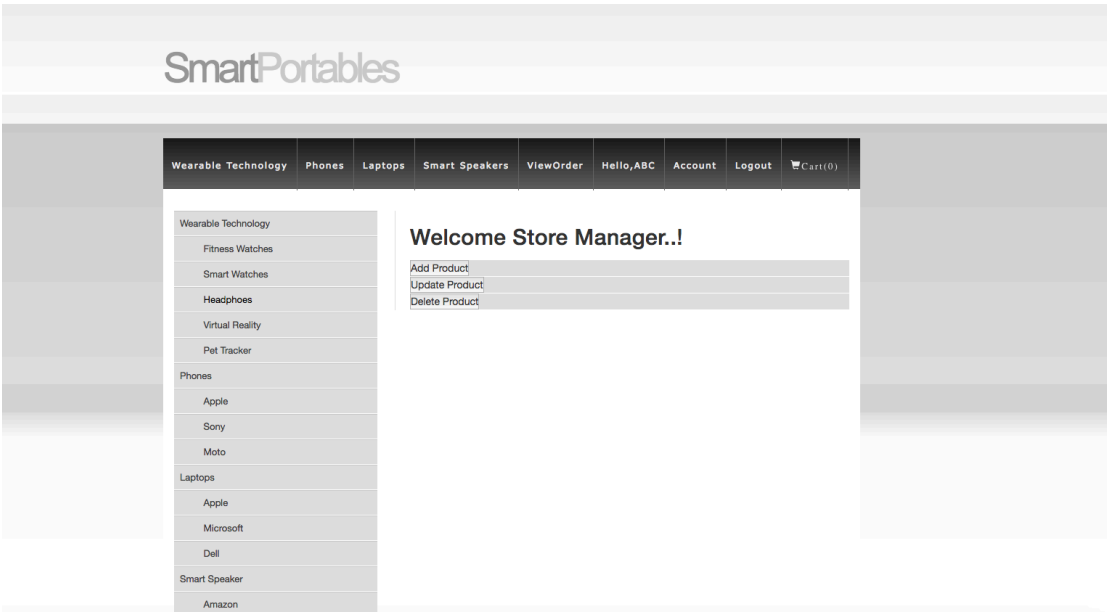 SmartPortables
Wearable Technology Phones Laptops Smart Speakers ViewOrder Hello,ABC Account Logout Cart(0)
Wearable Technology
Fitness Watches
Smart Watches
Headphoes
Virtual Reality
Pet Tracker
Phones
Apple
Sony
Moto
Laptops
Apple
Microsoft
Dell
Smart Speaker
Amazon
Welcome Store Manager..!
Add Product
Update Product
Delete Product